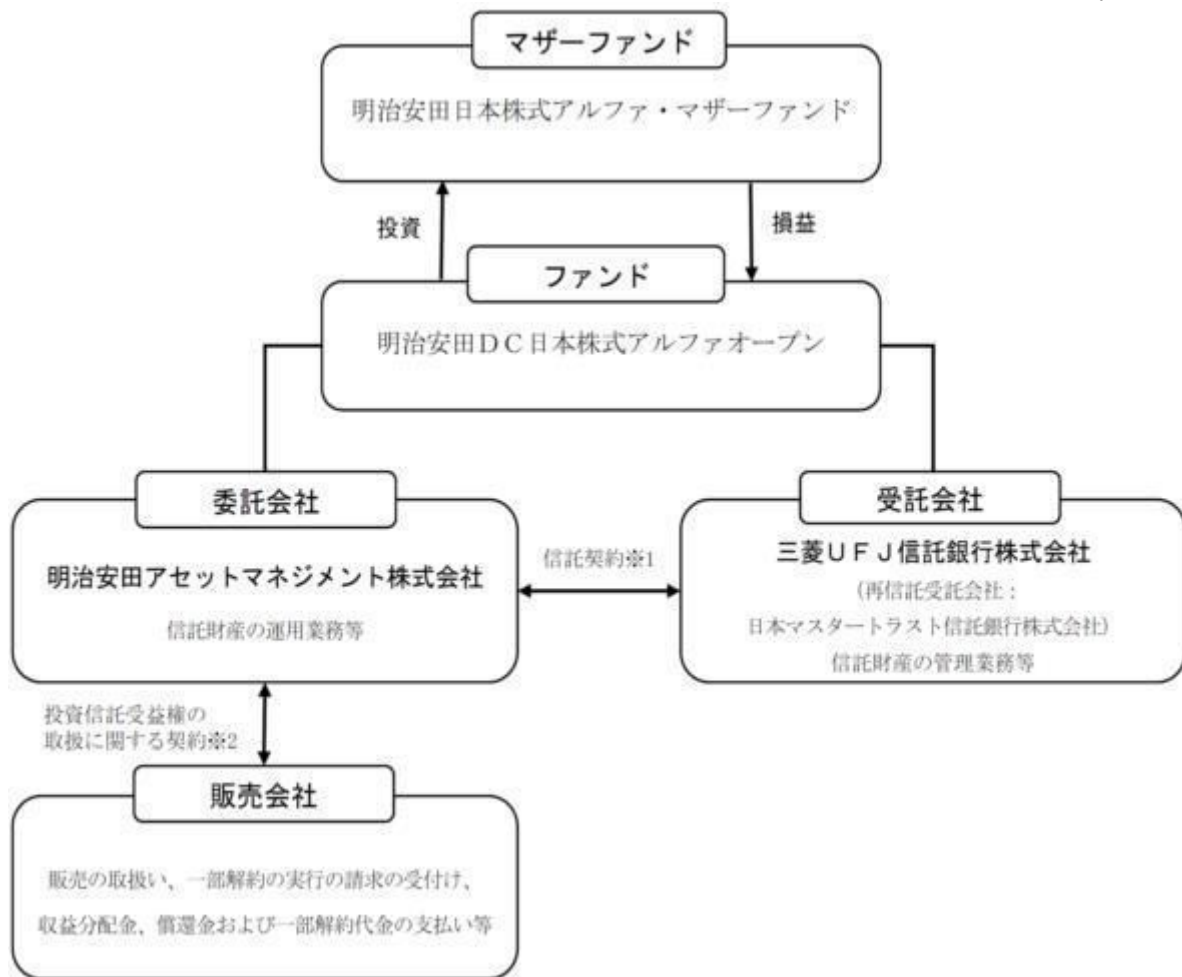 マザーファンド
明治安田日本株式アルファ・マザーファンド
投資
損益
ファンド
明治安田DC日本株式アルファオープン
委託会社
明治安田アセットマネジメント株式会社
信託財産の運用業務等
信託契約※1
受託会社
三菱UFJ信託銀行株式会社
(再信託受託会社:
日本マスタートラスト信託銀行株式会社)
信託財産の管理業務等
投資信託受益権の
取扱に関する契約※2
販売会社
販売の取扱い、一部解約の実行の請求の受付け、
収益分配金、償還金および一部解約代金の支払い等